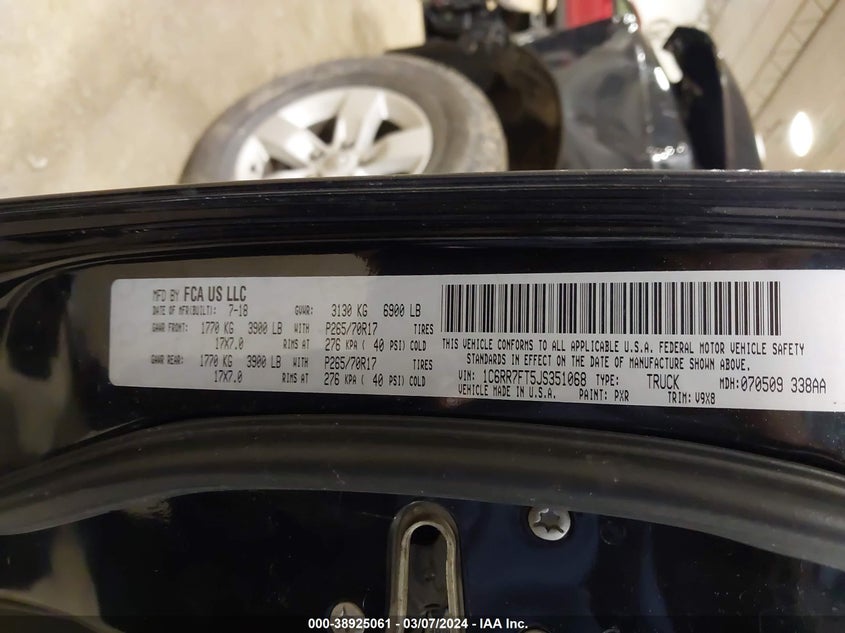 MFD BY FCA US LLC
DATE OF MFR(BUILT): 7-18 GVWR: 3130 KG 6900 LB
GAWR FRONT: 1770 KG 3900 LB WITH P265/70R17 TIRES
17X7.0 RIMS AT 276 KPA ( 40 PSI) COLD
GAWR REAR: 1770 KG 3900 LB WITH P265/70R17 TIRES
17X7.0 RIMS AT 276 KPA ( 40 PSI) COLD
THIS VEHICLE CONFORMS TO ALL APPLICABLE U.S.A. FEDERAL MOTOR VEHICLE SAFETY
STANDARDS IN EFFECT ON THE DATE OF MANUFACTURE SHOWN ABOVE.
VIN: 1C6RR7FT5JS351068 TYPE: TRUCK MDH: 070509 338AA
VEHICLE MADE IN U.S.A. PAINT: PXR TRIM: V9X8
000-38925061 - 03/07/2024 - IAA Inc.